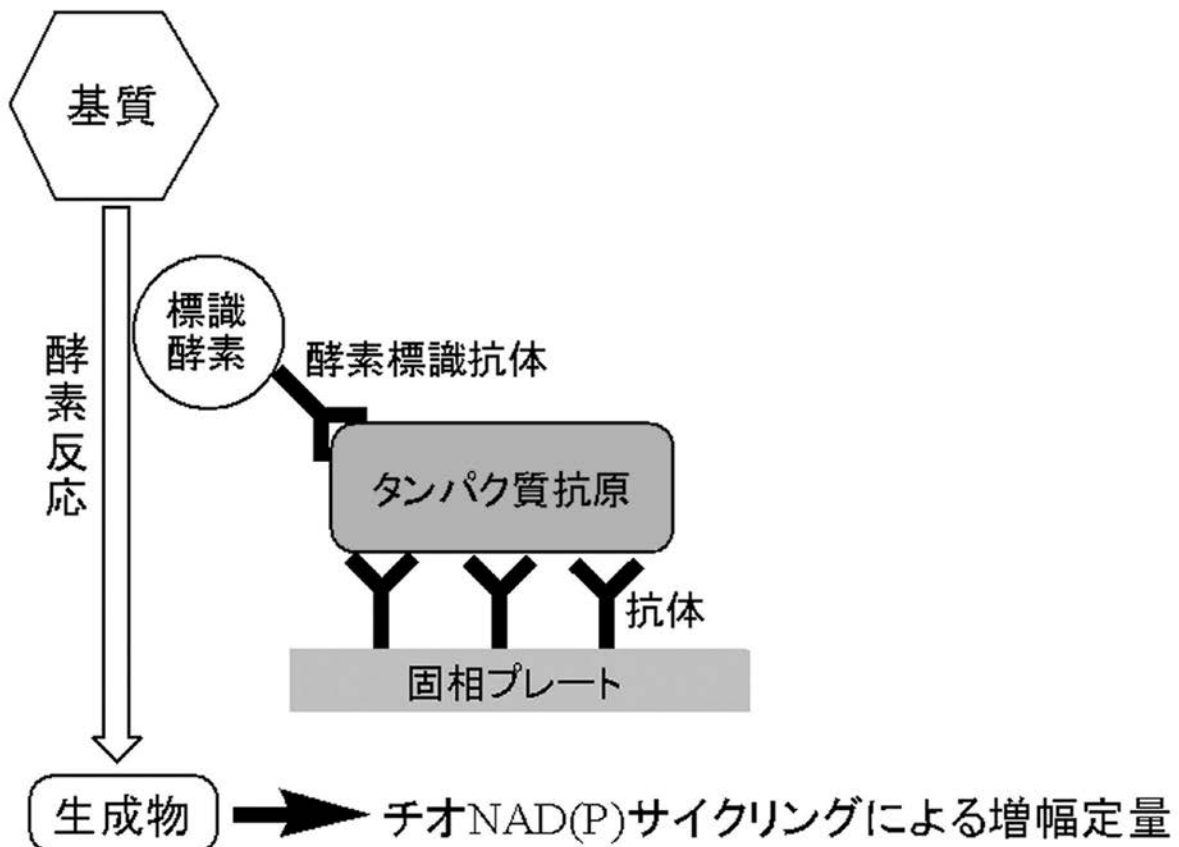 基質
標識
酵素
酵素標識抗体
酵素反応
タンパク質抗原
抗体
固相プレート
生成物
チオNAD(P)サイクリングによる増幅定量